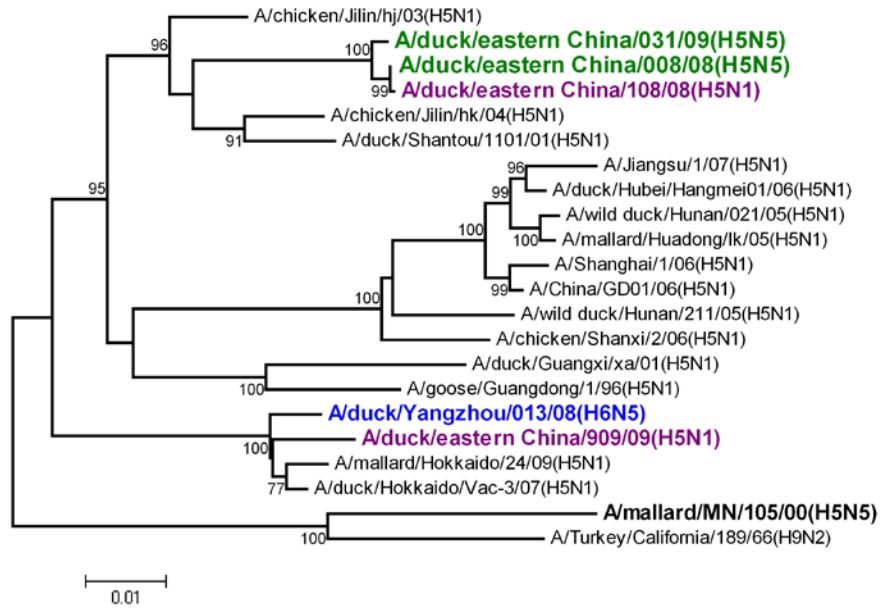 A/chicken/Jilin/hj/03(H5N1)
96
A/duck/eastern China/031/09(H5N5)
100
A/duck/eastern China/008/08(H5N5)
99
A/duck/eastern China/108/08(H5N1)
A/chicken/Jilin/hk/04(H5N1)
91
A/duck/Shantou/1101/01(H5N1)
96
A/Jiangsu/1/07(H5N1)
95
99
A/duck/Hubei/Hangmei01/06(H5N1)
A/wild duck/Hunan/021/05(H5N1)
100
100
A/mallard/Huadong/lk/05(H5N1)
A/Shanghai/1/06(H5N1)
99
A/China/GD01/06(H5N1)
100
A/wild duck/Hunan/211/05(H5N1)
A/chicken/Shanxi/2/06(H5N1)
A/duck/Guangxi/xa/01(H5N1)
100
A/goose/Guangdong/1/96(H5N1)
A/duck/Yangzhou/013/08(H6N5)
A/duck/eastern China/909/09(H5N1)
100
A/mallard/Hokkaido/24/09(H5N1)
77
A/duck/Hokkaido/Vac-3/07(H5N1)
A/mallard/MN/105/00(H5N5)
100
A/Turkey/California/189/66(H9N2)
0.01